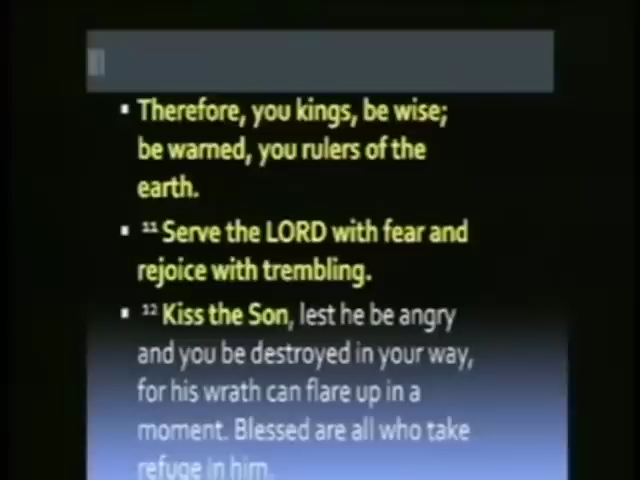 ▪ Therefore, you kings, be wise;
be warned, you rulers of the
earth.
▪ ¹¹ Serve the LORD with fear and
rejoice with trembling.
▪ ¹² Kiss the Son, lest he be angry
and you be destroyed in your way,
for his wrath can flare up in a
moment. Blessed are all who take
refuge in him.